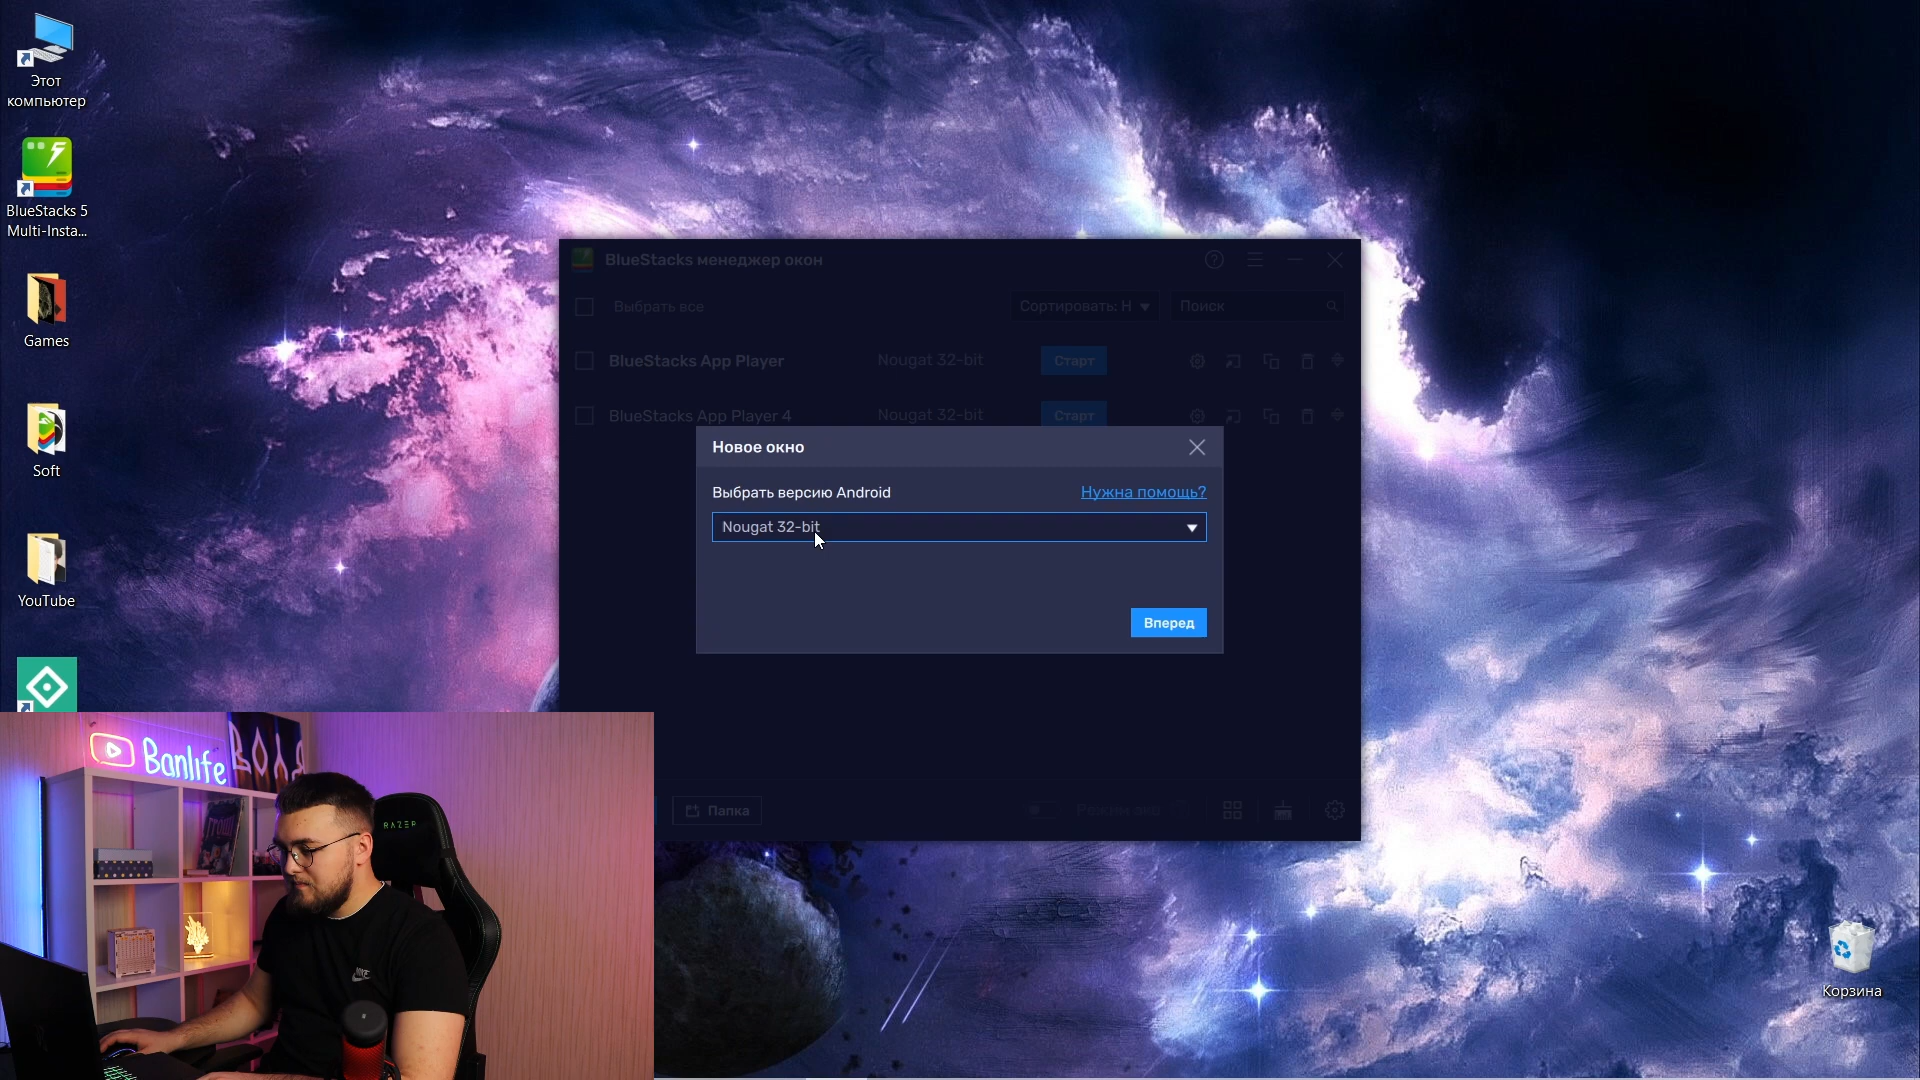 Этот
компьютер
BlueStacks 5
Multi-Insta...
Games
Soft
YouTube
BlueStacks менеджер окон
Выбрать все
Сортировать: Н
Поиск
BlueStacks App Player
Nougat 32-bit
Старт
BlueStacks App Player 4
Nougat 32-bit
Старт
Новое окно
Выбрать версию Android
Нужна помощь?
Nougat 32-bit
Вперед
Папка
Banlife
RAZER
Корзина